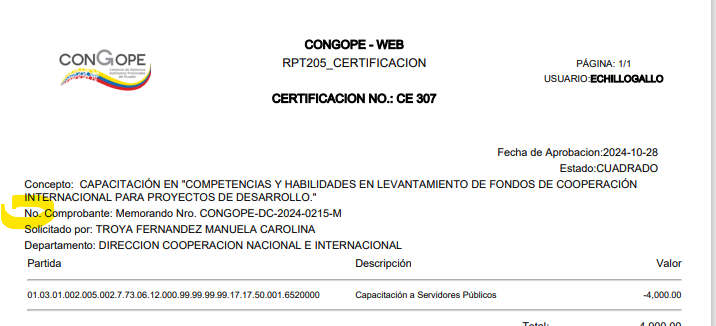 CONGOPE
CONGOPE - WEB
RPT205_CERTIFICACION
PÁGINA: 1/1
USUARIO:ECHILLOGALLO
CERTIFICACION NO.: CE 307
Fecha de Aprobacion:2024-10-28
Estado:CUADRADO
Concepto: CAPACITACIÓN EN "COMPETENCIAS Y HABILIDADES EN LEVANTAMIENTO DE FONDOS DE COOPERACIÓN
INTERNACIONAL PARA PROYECTOS DE DESARROLLO."
No. Comprobante: Memorando Nro. CONGOPE-DC-2024-0215-M
Solicitado por: TROYA FERNANDEZ MANUELA CAROLINA
Departamento: DIRECCION COOPERACION NACIONAL E INTERNACIONAL
Partida Descripción Valor
01.03.01.002.005.002.7.73.06.12.000.99.99.99.99.17.17.50.001.6520000 Capacitación a Servidores Públicos -4,000.00
Total: 4,000.00